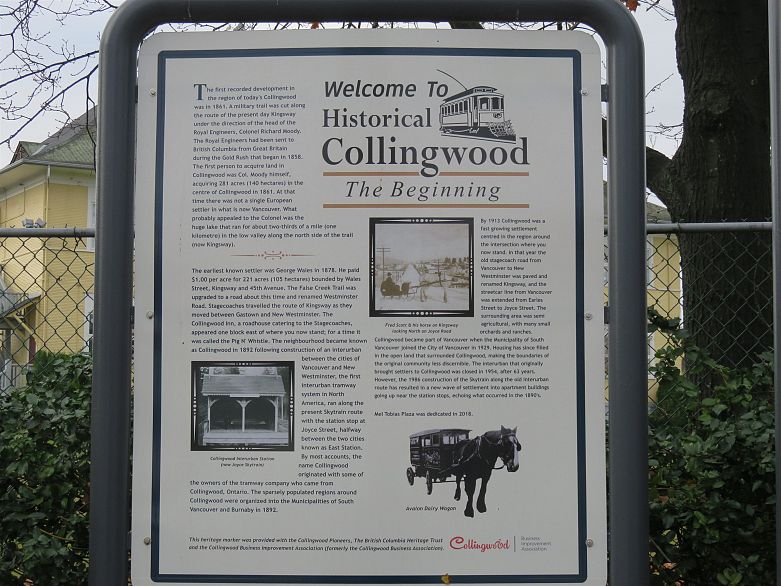 Welcome To
Historical
Collingwood
The Beginning
The first recorded development in
the region of today's Collingwood
was in 1861. A military trail was cut along
the route of the present day Kingsway
under the direction of the head of the
Royal Engineers, Colonel Richard Moody.
The Royal Engineers had been sent to
British Columbia from Great Britain
during the Gold Rush that began in 1858.
The first person to acquire land in
Collingwood was Col. Moody himself,
acquiring 281 acres (140 hectares) in the
centre of Collingwood in 1861. At that
time there was not a single European
settler in what is now Vancouver. What
probably appealed to the Colonel was the
huge lake that ran for about two-thirds of a mile (one
kilometre) in the low valley along the north side of the trail
(now Kingsway).
The earliest known settler was George Wales in 1878. He paid
$1.00 per acre for 221 acres (105 hectares) bounded by Wales
Street, Kingsway and 45th Avenue. The False Creek Trail was
upgraded to a road about this time and renamed Westminster
Road. Stagecoaches travelled the route of Kingsway as they
moved between Gastown and New Westminster. The
Collingwood Inn, a roadhouse catering to the Stagecoaches,
appeared one block east of where you now stand; for a time it
was called the Pig N' Whistle. The neighbourhood became known
as Collingwood in 1892 following construction of an interurban
between the cities of
Vancouver and New
Westminster, the first
interurban tramway
system in North
America, ran along the
present Skytrain route
with the station stop at
Joyce Street, halfway
between the two cities
known as East Station.
By most accounts, the
name Collingwood
originated with some of
the owners of the tramway company who came from
Collingwood, Ontario. The sparsely populated regions around
Collingwood were organized into the Municipalities of South
Vancouver and Burnaby in 1892.
Collingwood Interurban Station
(now Joyce Skytrain)
Fred Scott & his horse on Kingsway
looking North on Joyce Road
By 1913 Collingwood was a
fast growing settlement
centred in the region around
the intersection where you
now stand. In that year the
old stagecoach road from
Vancouver to New
Westminster was paved and
renamed Kingsway, and the
streetcar line from Vancouver
was extended from Earles
Street to Joyce Street. The
surrounding area was semi
agricultural, with many small
orchards and ranches.
Collingwood became part of Vancouver when the Municipality of South
Vancouver joined the City of Vancouver in 1929. Housing has since filled
in the open land that surrounded Collingwood, making the boundaries of
the original community less discernible. The interurban that originally
brought settlers to Collingwood was closed in 1954, after 63 years.
However, the 1986 construction of the Skytrain along the old interurban
route has resulted in a new wave of settlement into apartment buildings
going up near the station stops, echoing what occurred in the 1890's.
Mel Tobias Plaza was dedicated in 2018.
Avalon Dairy Wagon
This heritage marker was provided with the Collingwood Pioneers, The British Columbia Heritage Trust
and the Collingwood Business Improvement Association (formerly the Collingwood Business Association).
Collingwood
Business
Improvement
Association